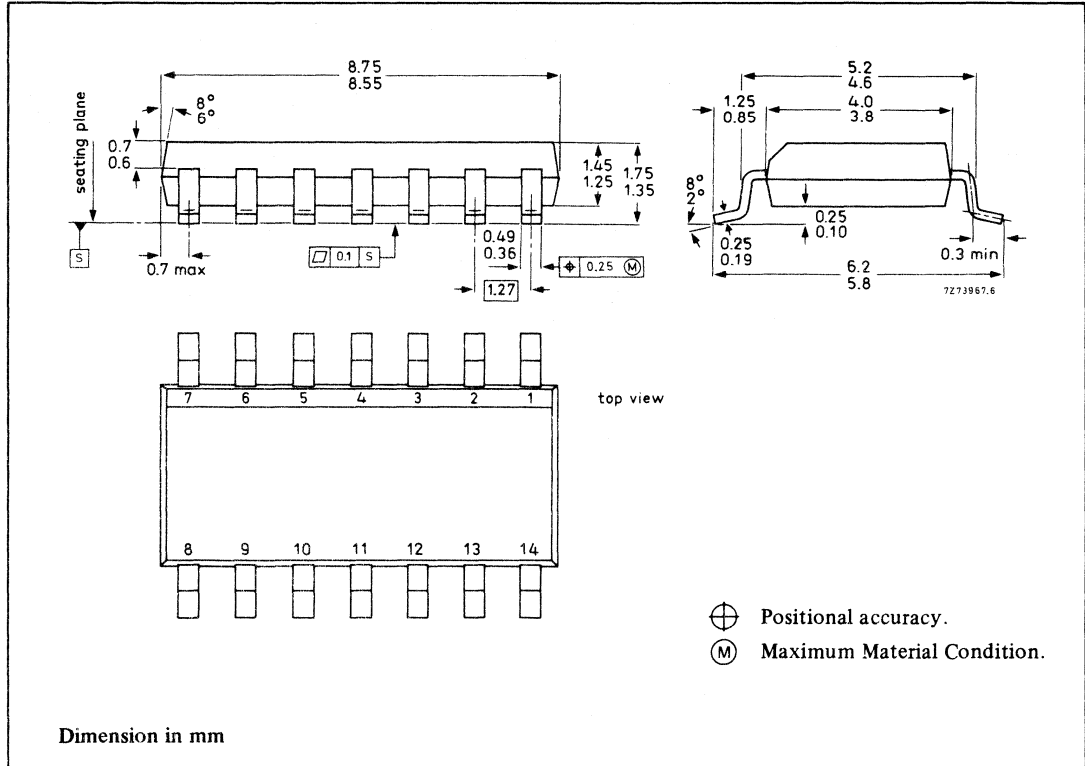 8.75
8.55
8°
6°
seating plane
0.7
0.6
1.45
1.25
1.75
1.35
S
0.7 max
0.1 S
0.49
0.36
0.25 M
1.27
5.2
4.6
1.25
0.85
4.0
3.8
8°
2°
0.25
0.10
0.25
0.19
0.3 min
6.2
5.8
7Z73967.6
7 6 5 4 3 2 1
top view
8 9 10 11 12 13 14
Positional accuracy.
M Maximum Material Condition.
Dimension in mm